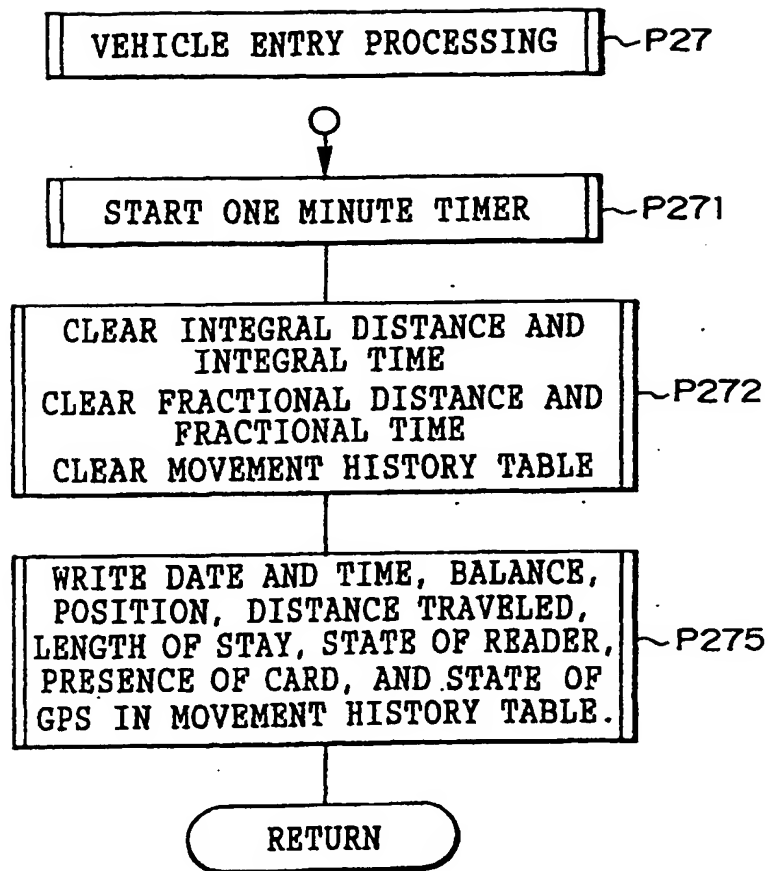 VEHICLE ENTRY PROCESSING P27
START ONE MINUTE TIMER P271
CLEAR INTEGRAL DISTANCE AND
INTEGRAL TIME
CLEAR FRACTIONAL DISTANCE AND
FRACTIONAL TIME
CLEAR MOVEMENT HISTORY TABLE
P272
WRITE DATE AND TIME, BALANCE,
POSITION, DISTANCE TRAVELED,
LENGTH OF STAY, STATE OF READER,
PRESENCE OF CARD, AND STATE OF
GPS IN MOVEMENT HISTORY TABLE.
P275
RETURN